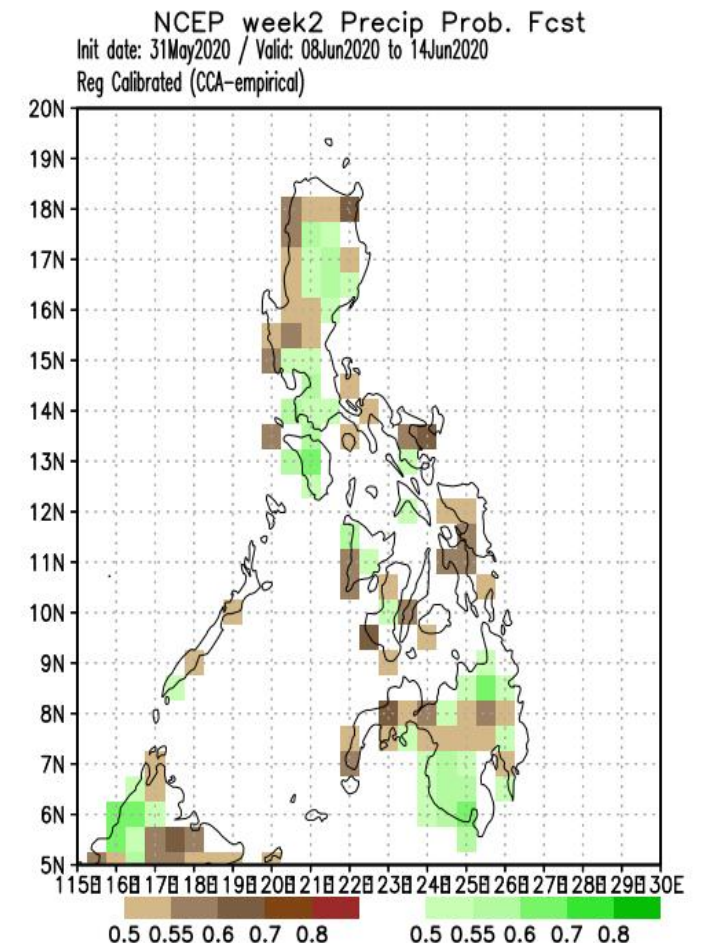 NCEP week2 Precip Prob. Fcst
Init date: 31May2020 / Valid: 08Jun2020 to 14Jun2020
Reg Calibrated (CCA-empirical)
20N
19N
18N
17N
16N
15N
14N
13N
12N
11N
10N
9N
8N
7N
6N
5N
115E 116E 117E 118E 119E 120E 121E 122E 123E 124E 125E 126E 127E 128E 129E 130E
0.5 0.55 0.6 0.7 0.8 0.5 0.55 0.6 0.7 0.8